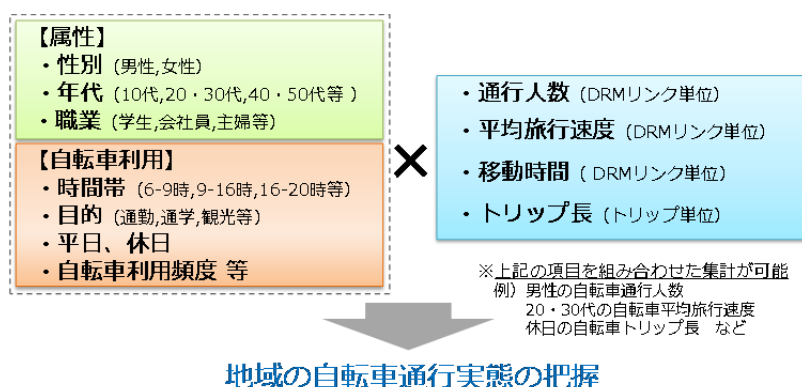 【属性】
・性別（男性,女性）
・年代（10代,20・30代,40・50代等 ）
・職業（学生,会社員,主婦等）
【自転車利用】
・時間帯（6-9時,9-16時,16-20時等）
・目的（通勤,通学,観光等）
・平日、休日
・自転車利用頻度 等
×
・通行人数（DRMリンク単位）
・平均旅行速度（DRMリンク単位）
・移動時間（ DRMリンク単位）
・トリップ長（トリップ単位）
※上記の項目を組み合わせた集計が可能
例）男性の自転車通行人数
20・30代の自転車平均旅行速度
休日の自転車トリップ長　など
地域の自転車通行実態の把握